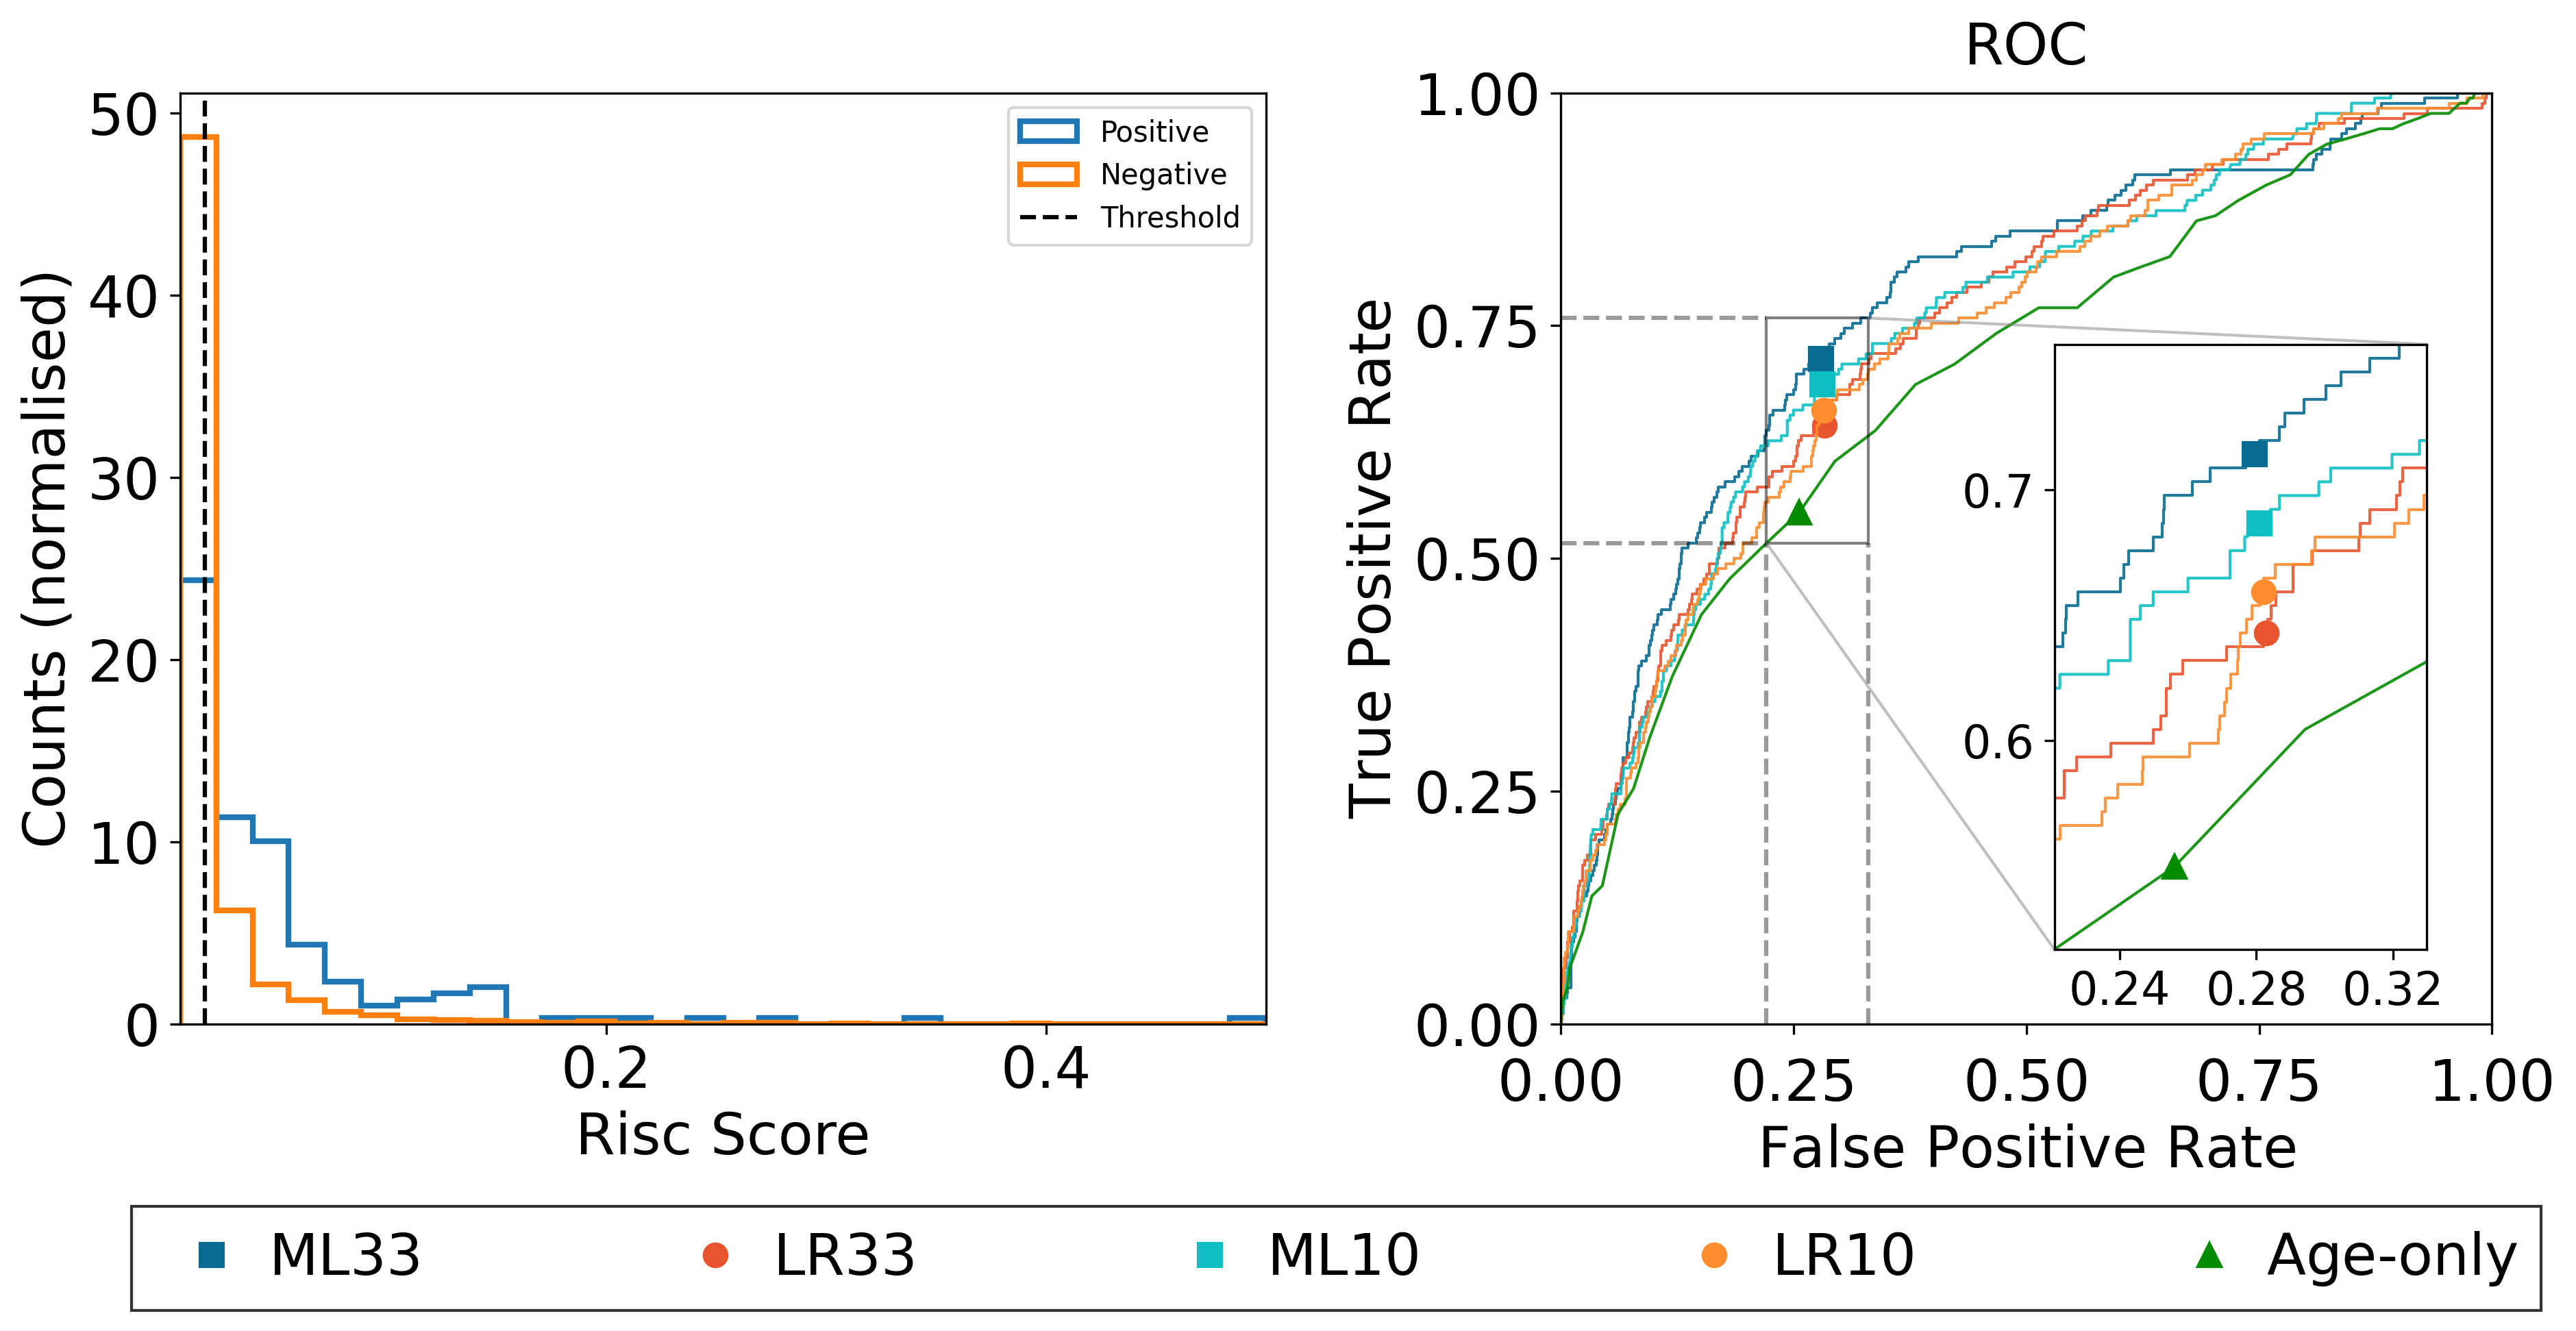 50
40
30
20
10
0
Counts (normalised)
0.2
0.4
Risc Score
Positive
Negative
Threshold
ROC
1.00
0.75
0.50
0.25
0.00
True Positive Rate
0.00
0.25
0.50
0.75
1.00
False Positive Rate
0.7
0.6
0.24
0.28
0.32
ML33
LR33
ML10
LR10
Age-only